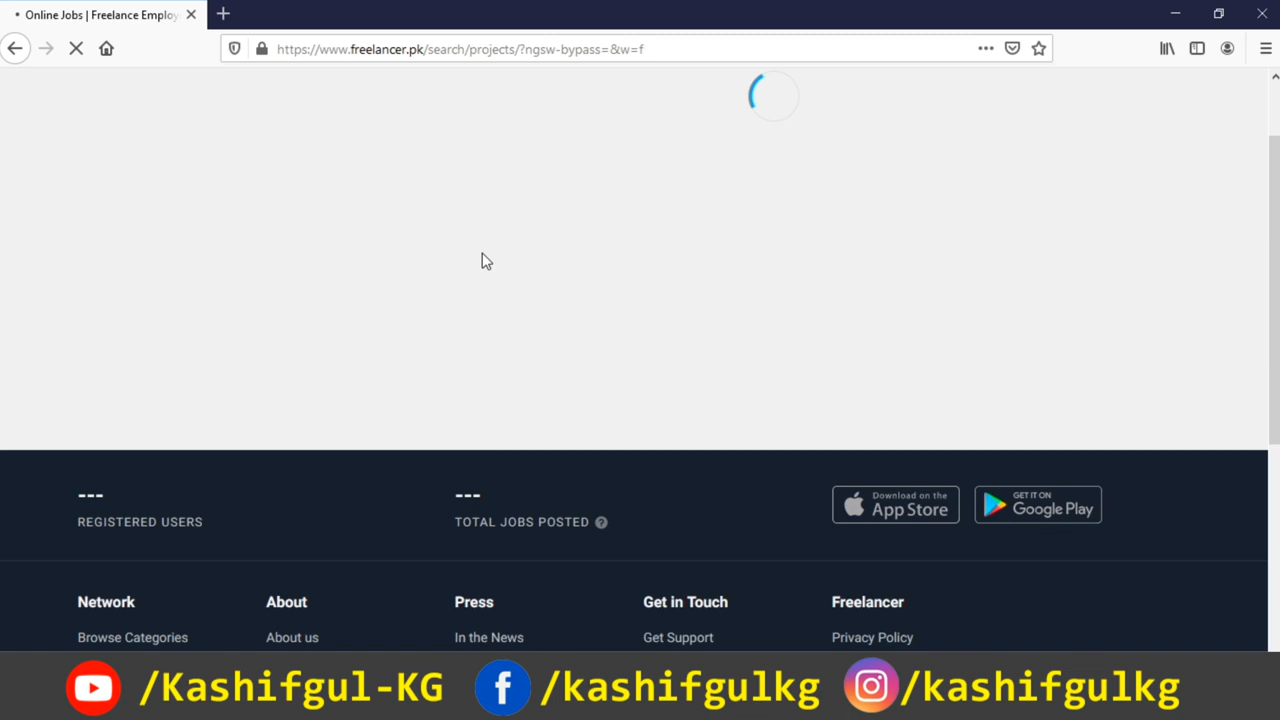 Online Jobs | Freelance Employ
https://www.freelancer.pk/search/projects/?ngsw-bypass=&w=f
---
---
REGISTERED USERS
TOTAL JOBS POSTED ?
Download on the
App Store
GET IT ON
Google Play
Network
About
Press
Get in Touch
Freelancer
Browse Categories
About us
In the News
Get Support
Privacy Policy
/Kashifgul-KG
f /kashifgulkg
/kashifgulkg